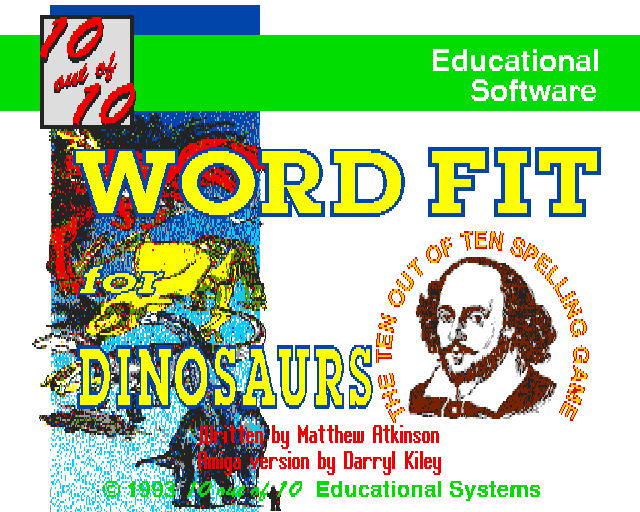 10
out of
10
Educational
Software
WORD FIT
for
DINOSAURS
THE TEN OUT OF TEN SPELLING GAME
Written by Matthew Atkinson
Amiga version by Darryl Kiley
© 1993 10 out of 10 Educational Systems